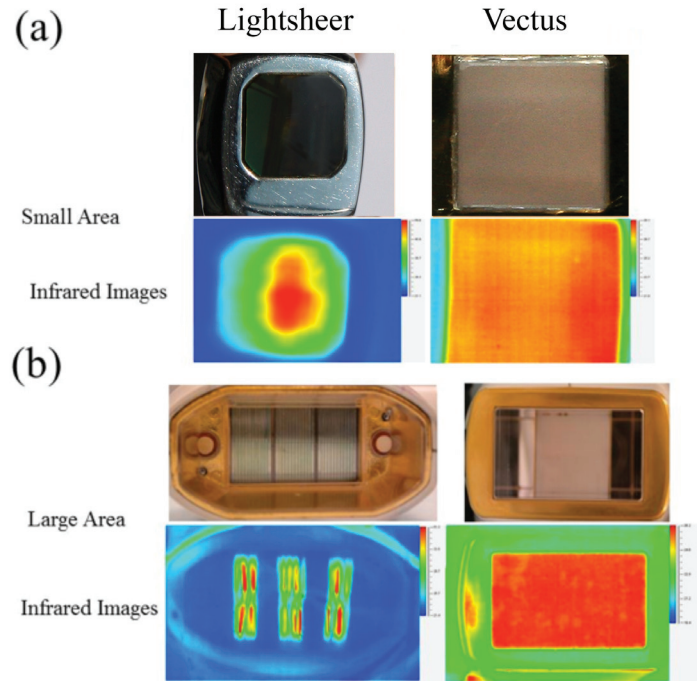 (a)
Lightsheer Vectus
Small Area
Infrared Images
(b)
Large Area
Infrared Images